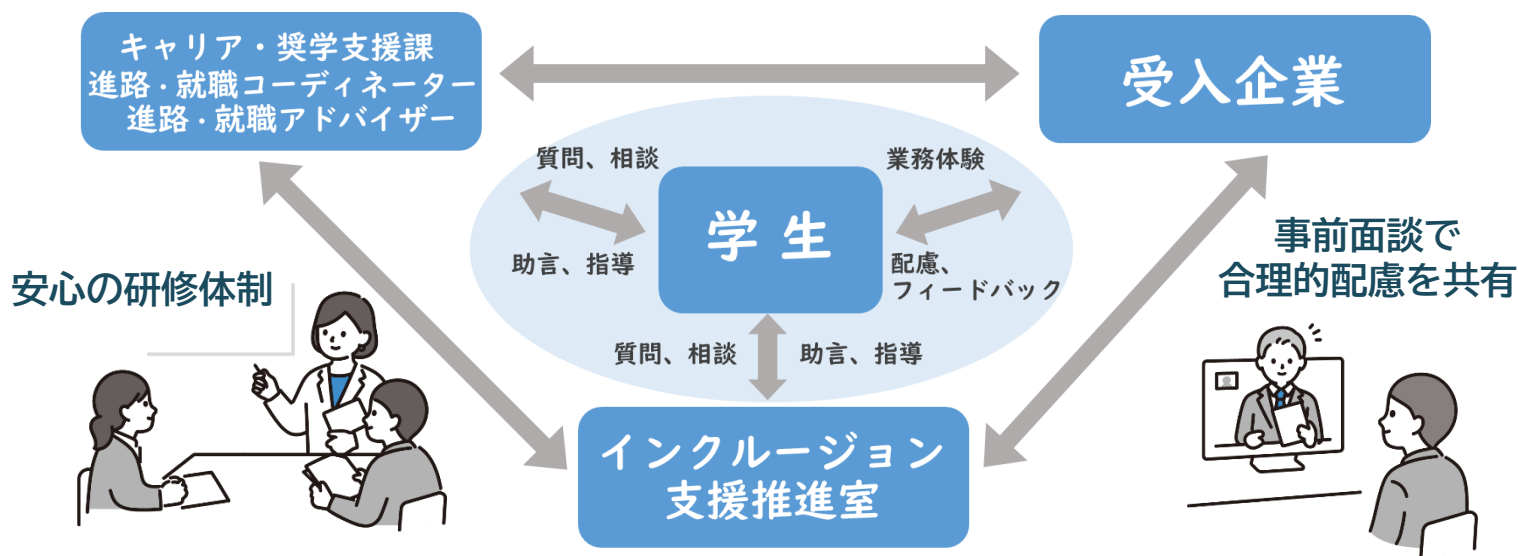 キャリア・奨学支援課
進路・就職コーディネーター
進路・就職アドバイザー
受入企業
質問、相談
業務体験
学生
助言、指導
配慮、
フィードバック
事前面談で
合理的配慮を共有
安心の研修体制
質問、相談
助言、指導
インクルージョン
支援推進室